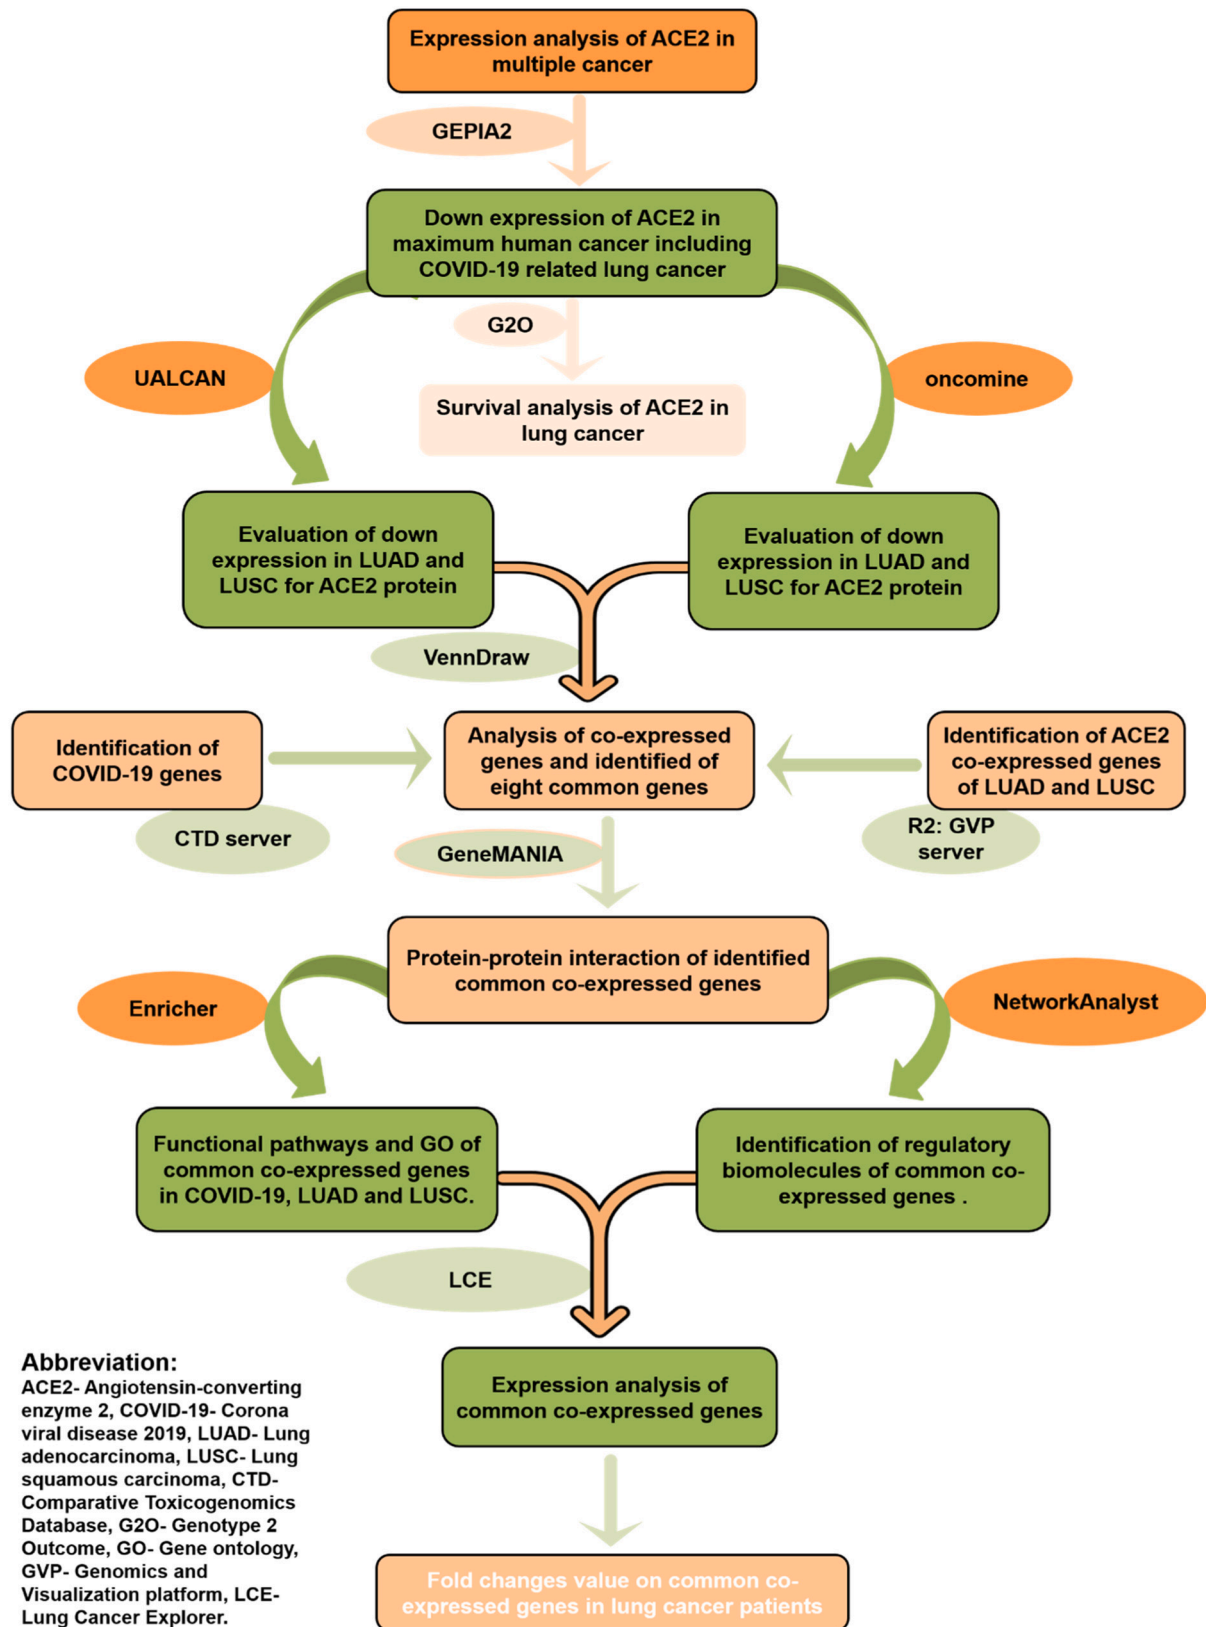 Expression analysis of ACE2 in
multiple cancer
GEPIA2
Down expression of ACE2 in
maximum human cancer including
COVID-19 related lung cancer
G2O
UALCAN
oncomine
Survival analysis of ACE2 in
lung cancer
Evaluation of down
expression in LUAD and
LUSC for ACE2 protein
Evaluation of down
expression in LUAD and
LUSC for ACE2 protein
VennDraw
Identification of
COVID-19 genes
Analysis of co-expressed
genes and identified of
eight common genes
Identification of ACE2
co-expressed genes
of LUAD and LUSC
CTD server
GeneMANIA
R2: GVP
server
Protein-protein interaction of identified
common co-expressed genes
Enricher
NetworkAnalyst
Functional pathways and GO of
common co-expressed genes
in COVID-19, LUAD and LUSC.
Identification of regulatory
biomolecules of common co-
expressed genes .
LCE
Expression analysis of
common co-expressed genes
Fold changes value on common co-
expressed genes in lung cancer patients
Abbreviation:
ACE2- Angiotensin-converting
enzyme 2, COVID-19- Corona
viral disease 2019, LUAD- Lung
adenocarcinoma, LUSC- Lung
squamous carcinoma, CTD-
Comparative Toxicogenomics
Database, G2O- Genotype 2
Outcome, GO- Gene ontology,
GVP- Genomics and
Visualization platform, LCE-
Lung Cancer Explorer.